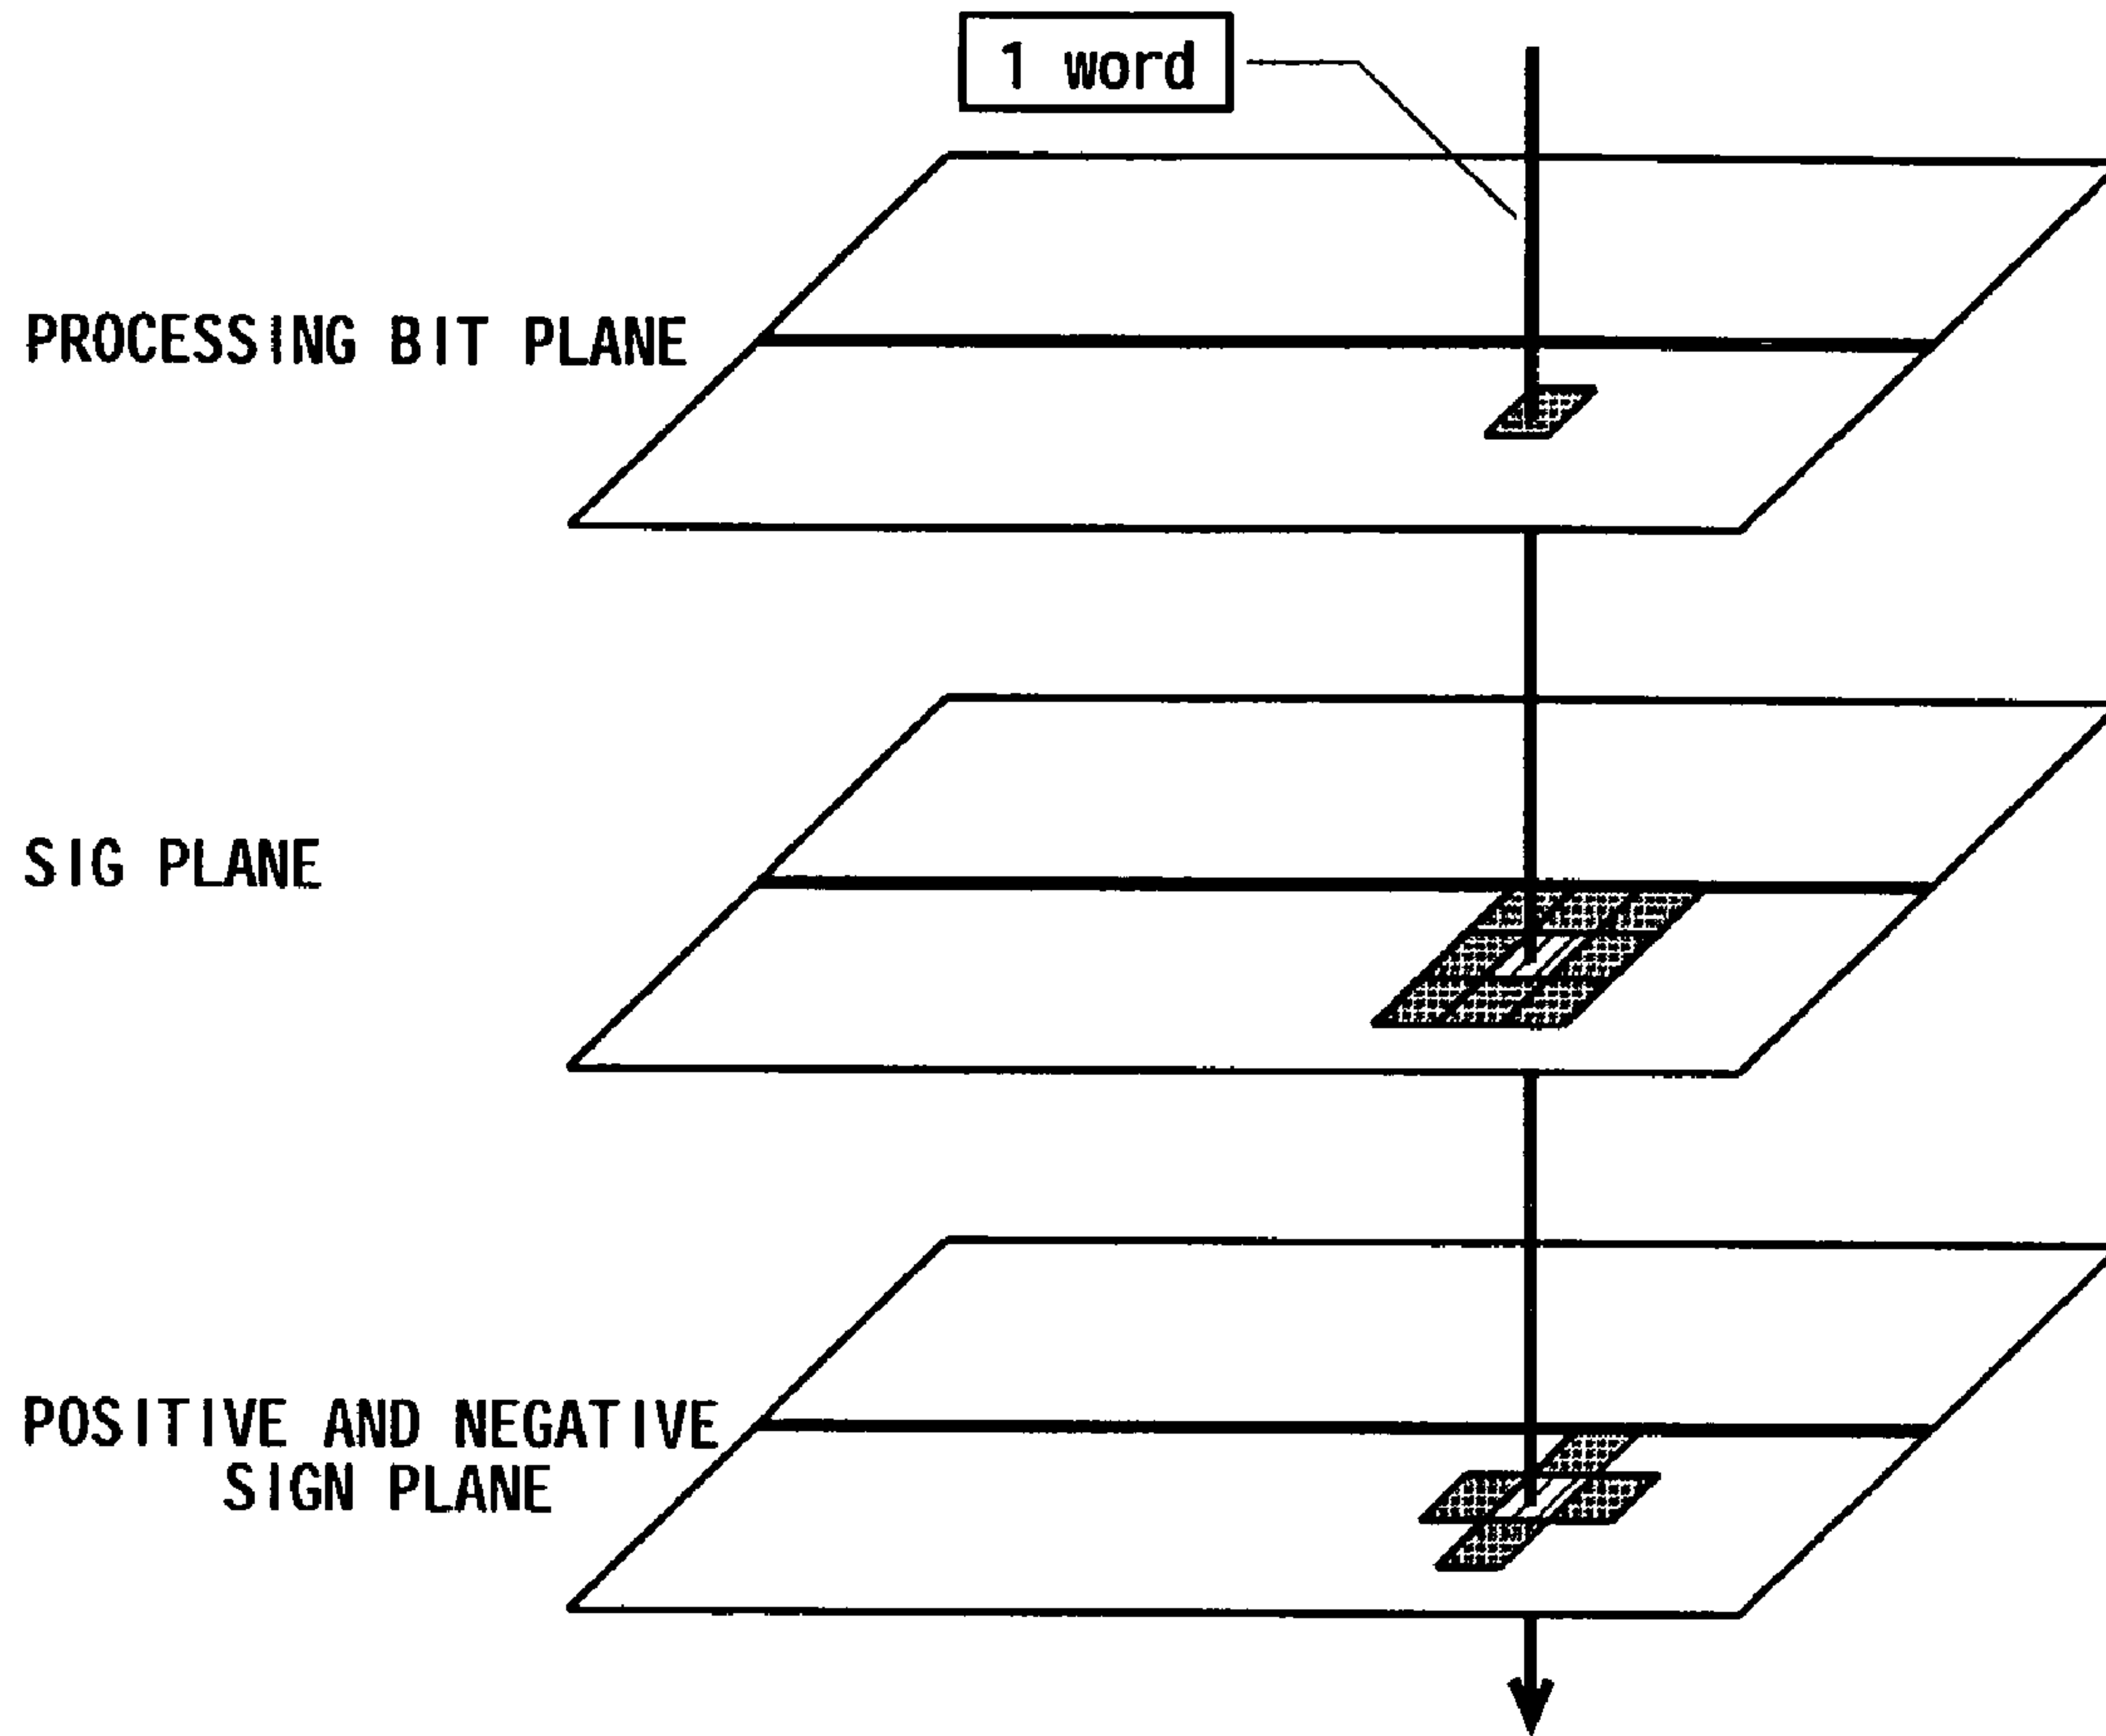 1 word
PROCESSING BIT PLANE
SIG PLANE
POSITIVE AND NEGATIVE
SIGN PLANE